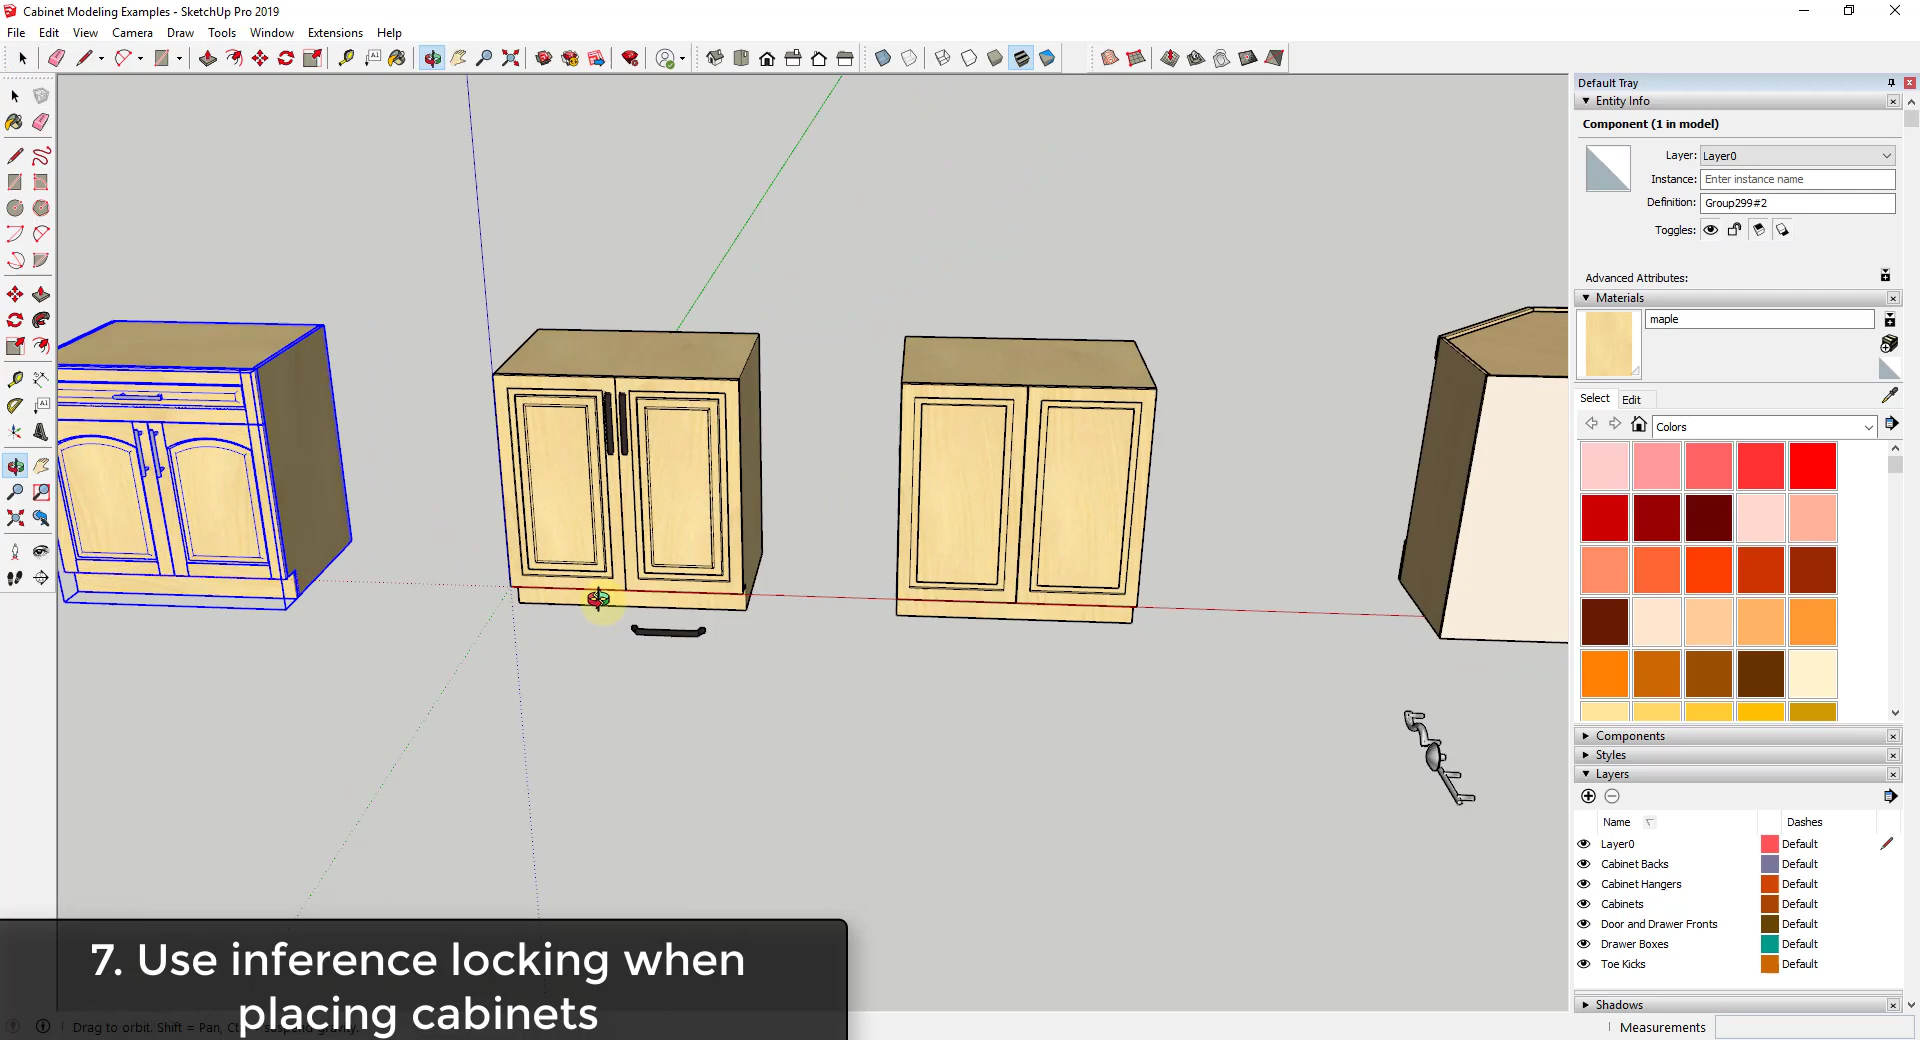 Cabinet Modeling Examples - SketchUp Pro 2019
File Edit View Camera Draw Tools Window Extensions Help
Default Tray
Entity Info
Component (1 in model)
Layer: Layer0
Instance: Enter instance name
Definition: Group299#2
Toggles:
Advanced Attributes:
Materials
maple
Select Edit
Colors
Components
Styles
Layers
Name Dashes
Layer0 Default
Cabinet Backs Default
Cabinet Hangers Default
Cabinets Default
Door and Drawer Fronts Default
Drawer Boxes Default
Toe Kicks Default
Shadows
Measurements
7. Use inference locking when
placing cabinets
Drag to orbit. Shift = Pan, Ctrl = suspend gravity.